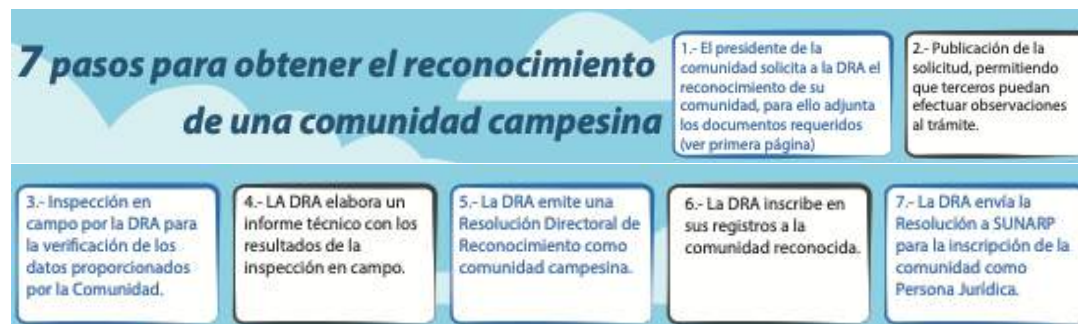 7 pasos para obtener el reconocimiento
de una comunidad campesina
1.- El presidente de la
comunidad solicita a la DRA el
reconocimiento de su
comunidad, para ello adjunta
los documentos requeridos
(ver primera página)
2.- Publicación de la
solicitud, permitiendo
que terceros puedan
efectuar observaciones
al trámite.
3.- Inspección en
campo por la DRA para
la verificación de los
datos proporcionados
por la Comunidad.
4.- LA DRA elabora un
informe técnico con los
resultados de la
inspección en campo.
5.- La DRA emite una
Resolución Directoral de
Reconocimiento como
comunidad campesina.
6.- La DRA inscribe en
sus registros a la
comunidad reconocida.
7.- La DRA envía la
Resolución a SUNARP
para la inscripción de la
comunidad como
Persona Jurídica.